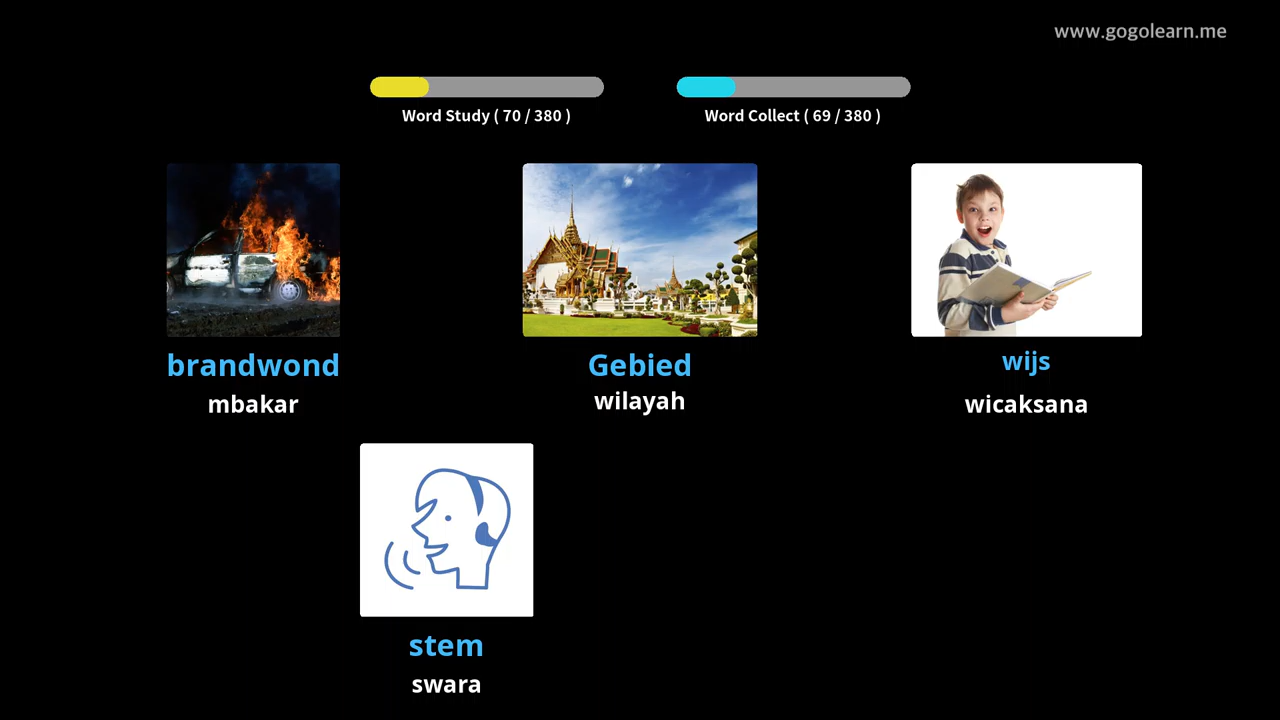 www.gogolearn.me
Word Study ( 70 / 380 )
Word Collect ( 69 / 380 )
brandwond
mbakar
Gebied
wilayah
wijs
wicaksana
stem
swara